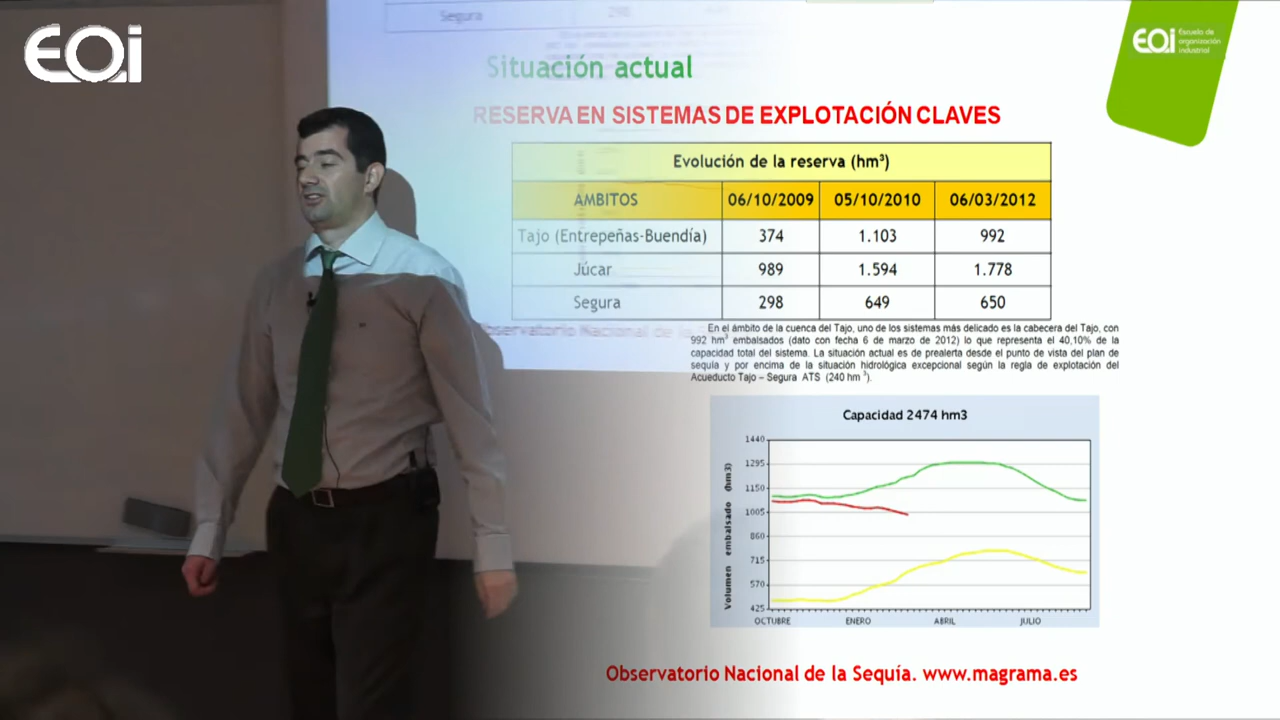 EOi
Segura 298
EOi Escuela de
organización
industrial
Situación actual
RESERVA EN SISTEMAS DE EXPLOTACIÓN CLAVES
Evolución de la reserva (hm³)
AMBITOS 06/10/2009 05/10/2010 06/03/2012
Tajo (Entrepeñas-Buendía) 374 1.103 992
Júcar 989 1.594 1.778
Segura 298 649 650
Observatorio Nacional de la
En el ámbito de la cuenca del Tajo, uno de los sistemas más delicado es la cabecera del Tajo, con
992 hm³ embalsados (dato con fecha 6 de marzo de 2012) lo que representa el 40,10% de la
capacidad total del sistema. La situación actual es de prealerta desde el punto de vista del plan de
sequía y por encima de la situación hidrológica excepcional según la regla de explotación del
Acueducto Tajo – Segura ATS (240 hm ³).
Capacidad 2474 hm3
Volumen embalsado (hm3)
1440
1295
1150
1005
860
715
570
425
OCTUBRE ENERO ABRIL JULIO
Observatorio Nacional de la Sequía. www.magrama.es